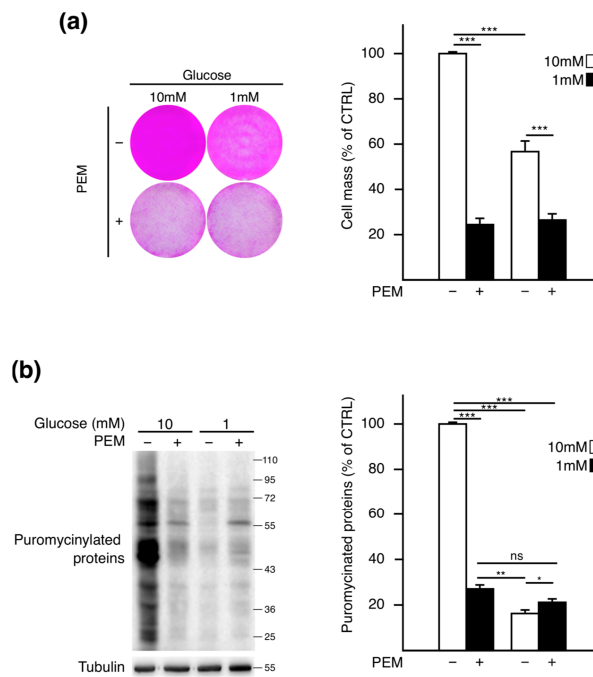 (a)
Glucose
10mM 1mM
PEM
−
+
Cell mass (% of CTRL)
100
80
60
40
20
***
***
***
10mM
1mM
PEM − + − +
(b)
Glucose (mM) 10 1
PEM − + − +
Puromycinylated
proteins
110
95
72
55
43
36
25
Tubulin 55
Puromycinated proteins (% of CTRL)
100
80
60
40
20
***
***
***
10mM
1mM
ns
**
*
PEM − + − +